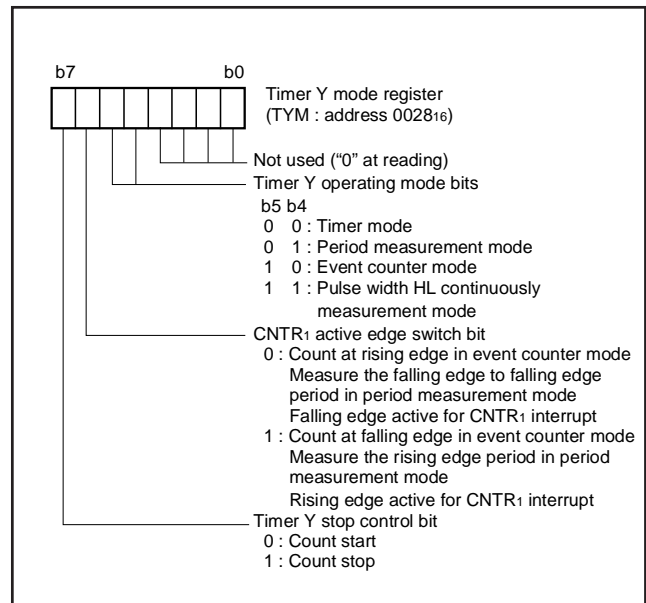 b7 b0
Timer Y mode register
(TYM : address 002816)
Not used (“0” at reading)
Timer Y operating mode bits
b5 b4
0 0 : Timer mode
0 1 : Period measurement mode
1 0 : Event counter mode
1 1 : Pulse width HL continuously
measurement mode
CNTR1 active edge switch bit
0 : Count at rising edge in event counter mode
Measure the falling edge to falling edge
period in period measurement mode
Falling edge active for CNTR1 interrupt
1 : Count at falling edge in event counter mode
Measure the rising edge period in period
measurement mode
Rising edge active for CNTR1 interrupt
Timer Y stop control bit
0 : Count start
1 : Count stop